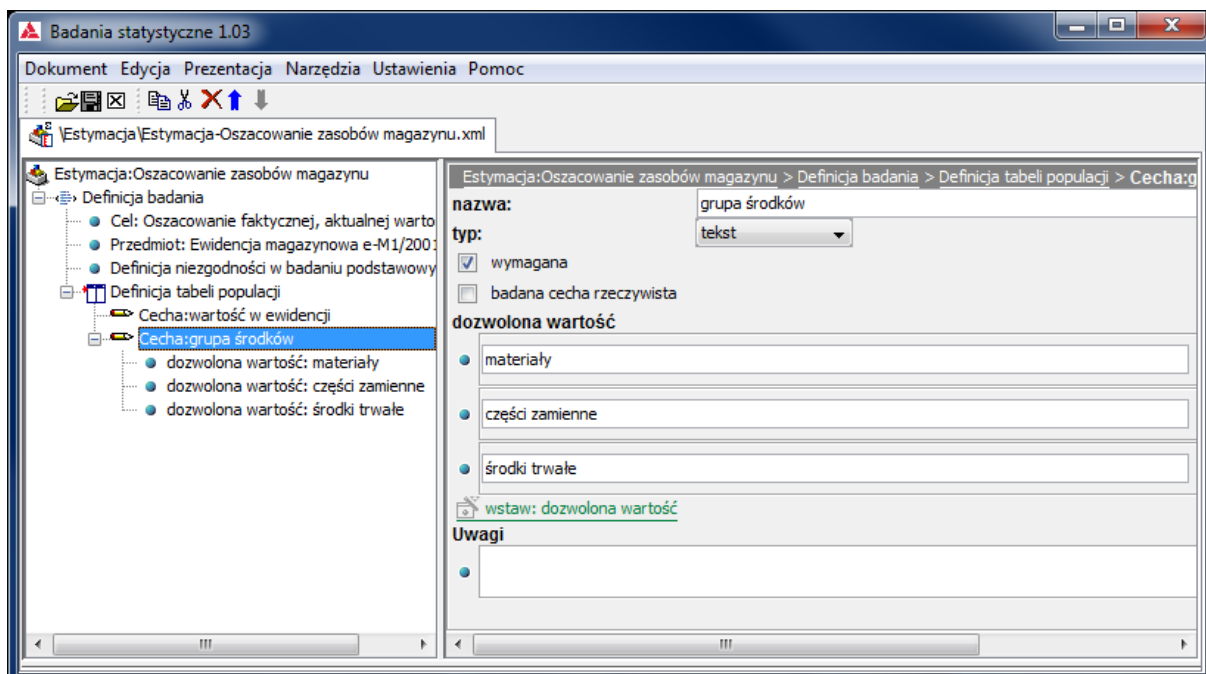 Badania statystyczne 1.03
Dokument Edycja Prezentacja Narzędzia Ustawienia Pomoc
\Estymacja\Estymacja-Oszacowanie zasobów magazynu.xml
Estymacja:Oszacowanie zasobów magazynu
Definicja badania
Cel: Oszacowanie faktycznej, aktualnej warto
Przedmiot: Ewidencja magazynowa e-M1/2001
Definicja niezgodności w badaniu podstawowy
Definicja tabeli populacji
Cecha:wartość w ewidencji
Cecha:grupa środków
dozwolona wartość: materiały
dozwolona wartość: części zamienne
dozwolona wartość: środki trwałe
Estymacja:Oszacowanie zasobów magazynu > Definicja badania > Definicja tabeli populacji > Cecha:g
nazwa: grupa środków
typ: tekst
wymagana
badana cecha rzeczywista
dozwolona wartość
materiały
części zamienne
środki trwałe
wstaw: dozwolona wartość
Uwagi